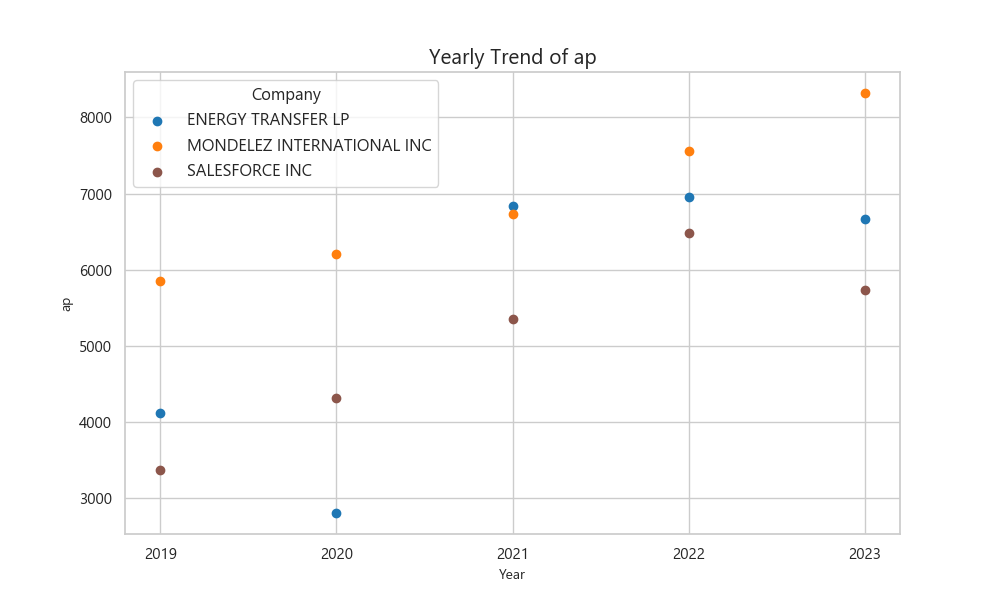 Yearly Trend of ap
Company
ENERGY TRANSFER LP
MONDELEZ INTERNATIONAL INC
SALESFORCE INC
8000
7000
6000
5000
4000
3000
ap
2019 2020 2021 2022 2023
Year